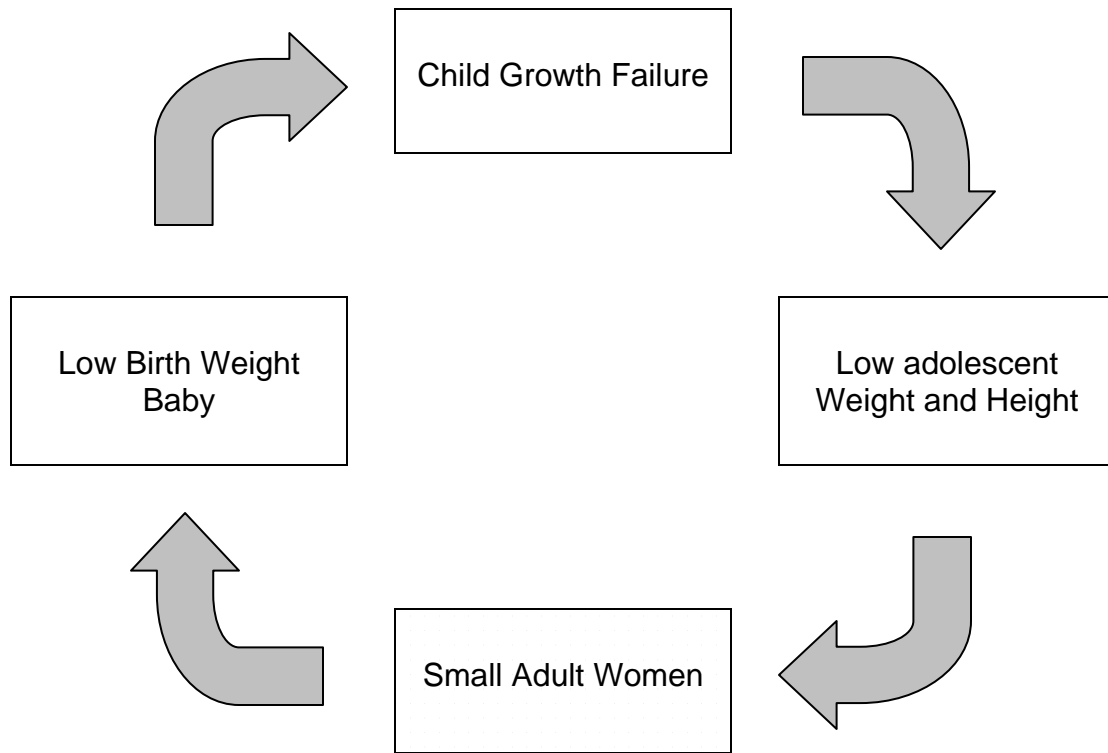 Child Growth Failure
Low Birth Weight
Baby
Low adolescent
Weight and Height
Small Adult Women